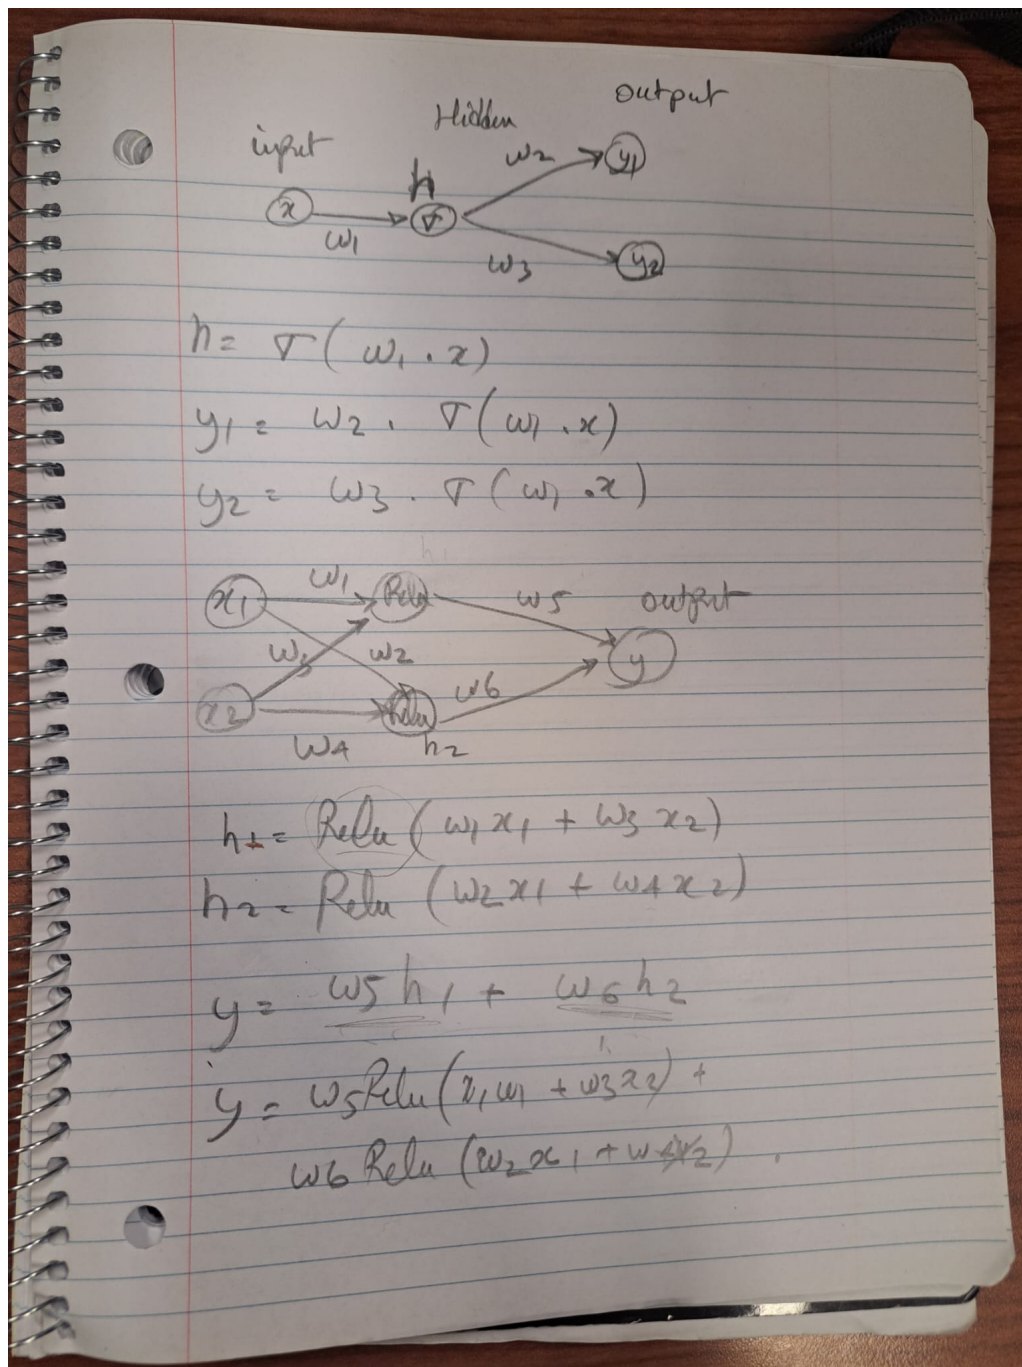 output
Hidden
input
h
w2
y1
x
σ
w1
w3
y2
h = σ ( w1 . x )
y1 = w2 . σ ( w1 . x )
y2 = w3 . σ ( w1 . x )
h1
x1 w1 Relu w5 output
w3 w2 y
x2 Relu w6
w4 h2
h1 = Relu ( w1 x1 + w3 x2 )
h2 = Relu ( w2 x1 + w4 x2 )
y = w5 h1 + w6 h2
y = w5 Relu ( x1 w1 + w3 x2 ) +
w6 Relu ( w2 x1 + w4 x2 ) .